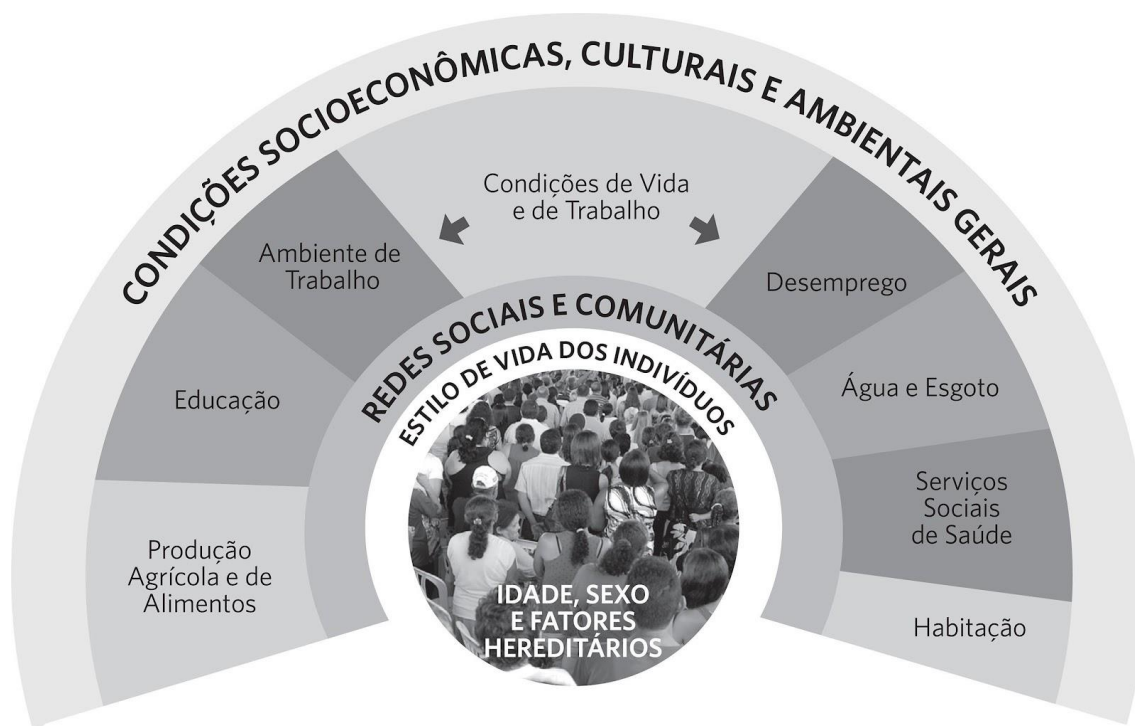 CONDIÇÕES SOCIOECONÔMICAS, CULTURAIS E AMBIENTAIS GERAIS
Condições de Vida
e de Trabalho
Ambiente de
Trabalho
Desemprego
Educação
Água e Esgoto
Produção
Agrícola e de
Alimentos
Serviços
Sociais
de Saúde
Habitação
REDES SOCIAIS E COMUNITÁRIAS
ESTILO DE VIDA DOS INDIVÍDUOS
IDADE, SEXO
E FATORES
HEREDITÁRIOS